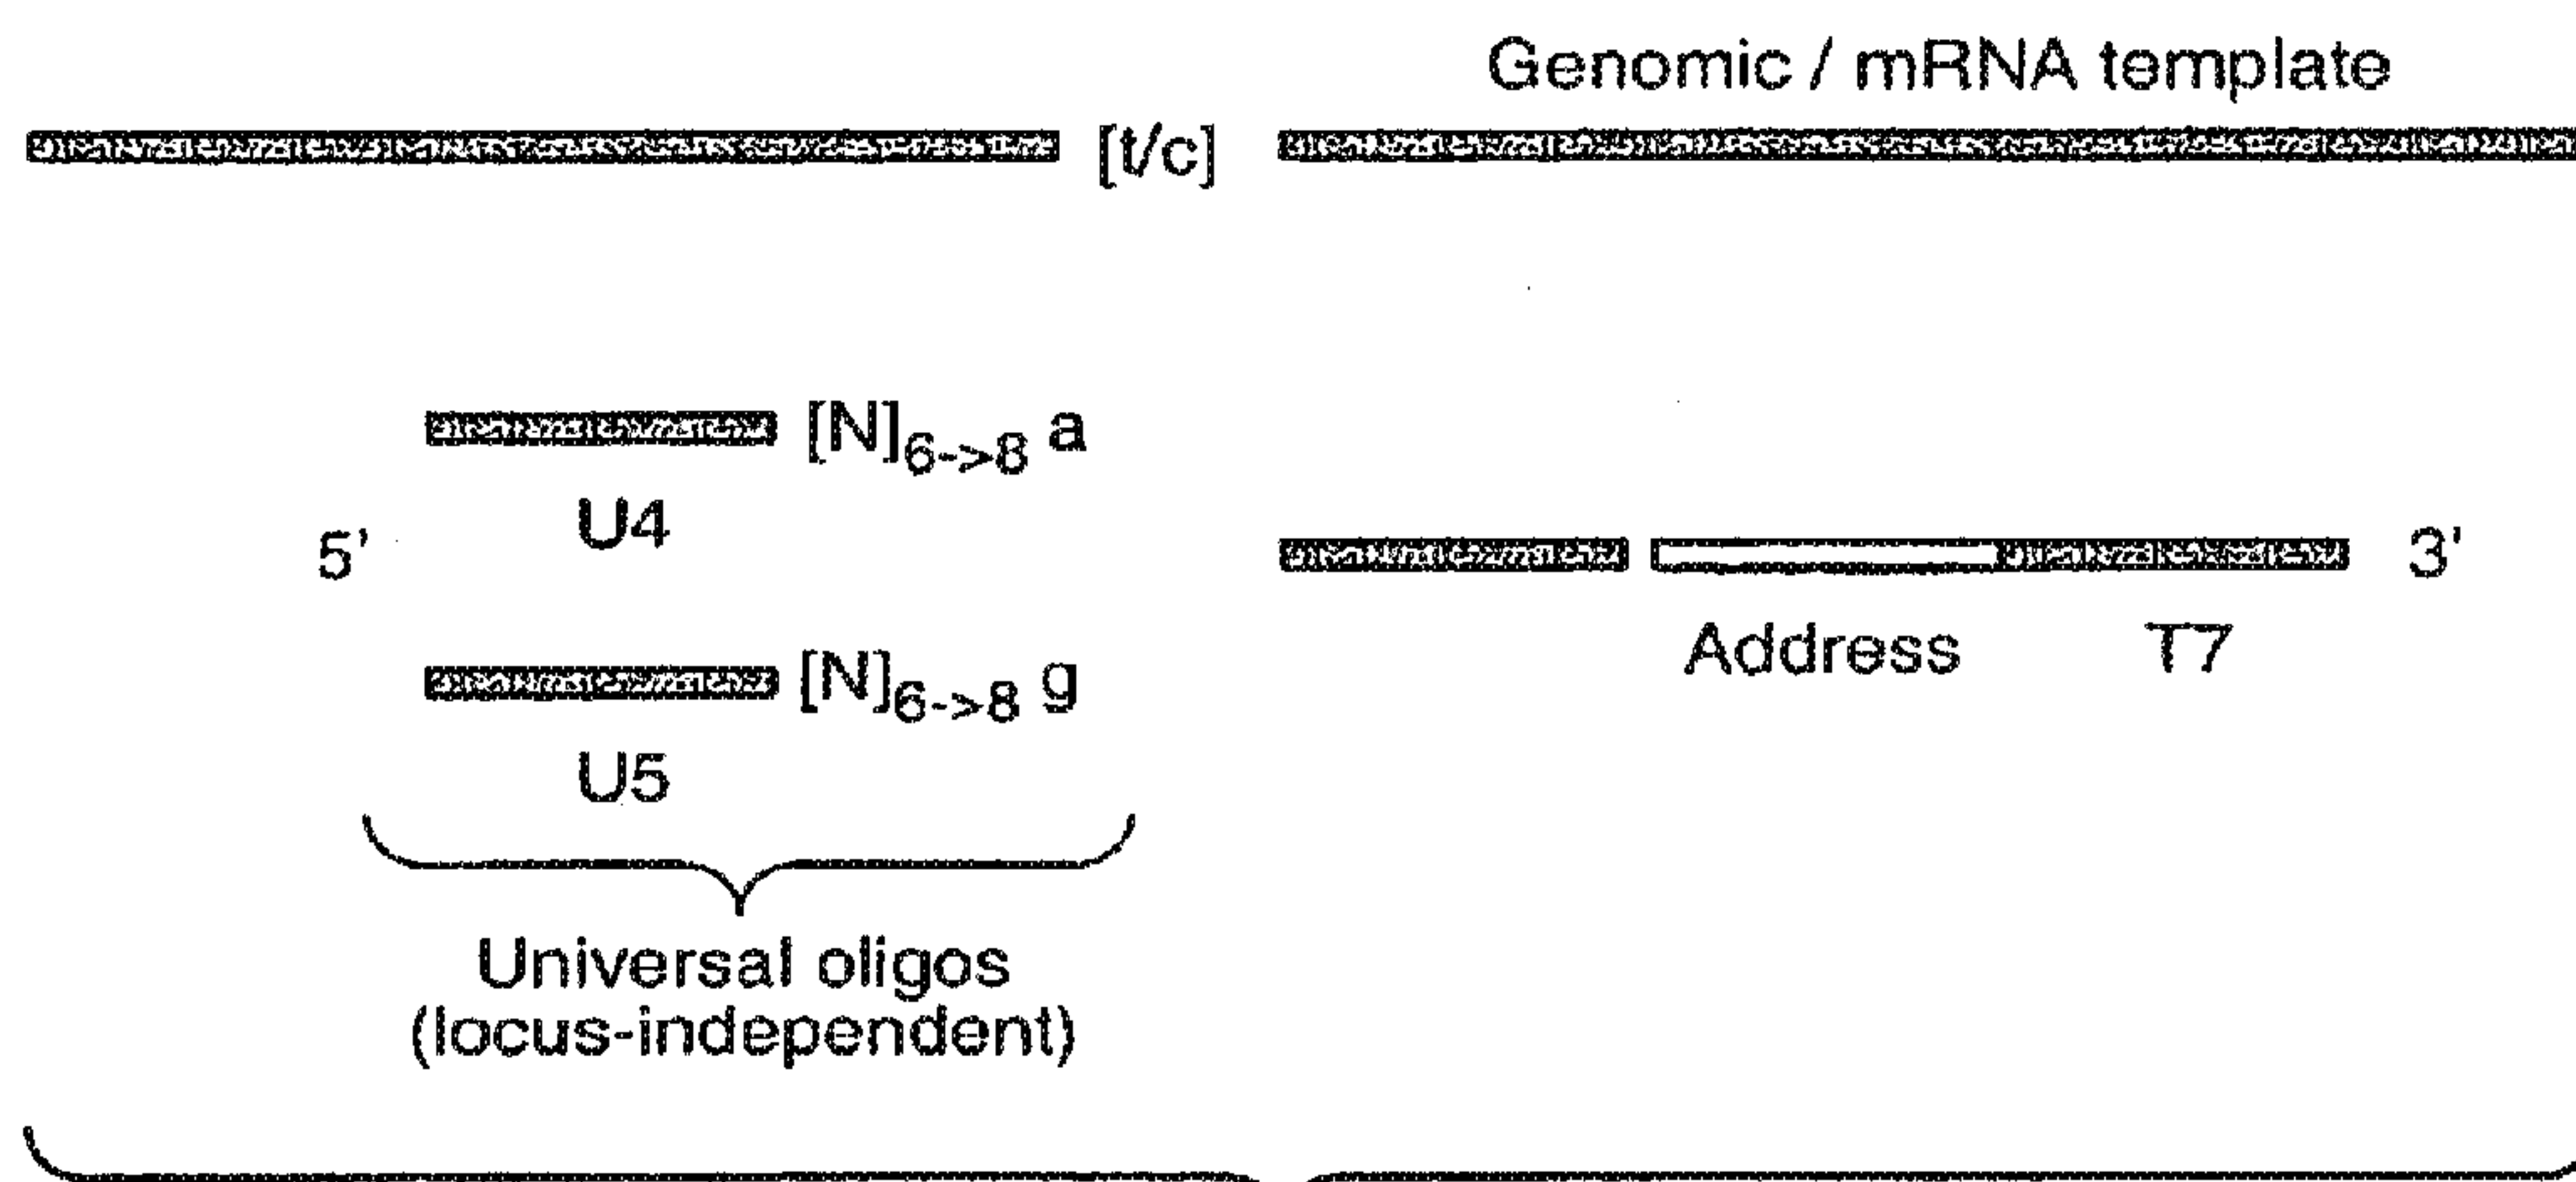 Genomic / mRNA template
[t/c]
[N]6->8 a
U4
5'
3'
Address T7
[N]6->8 g
U5
Universal oligos
(locus-independent)